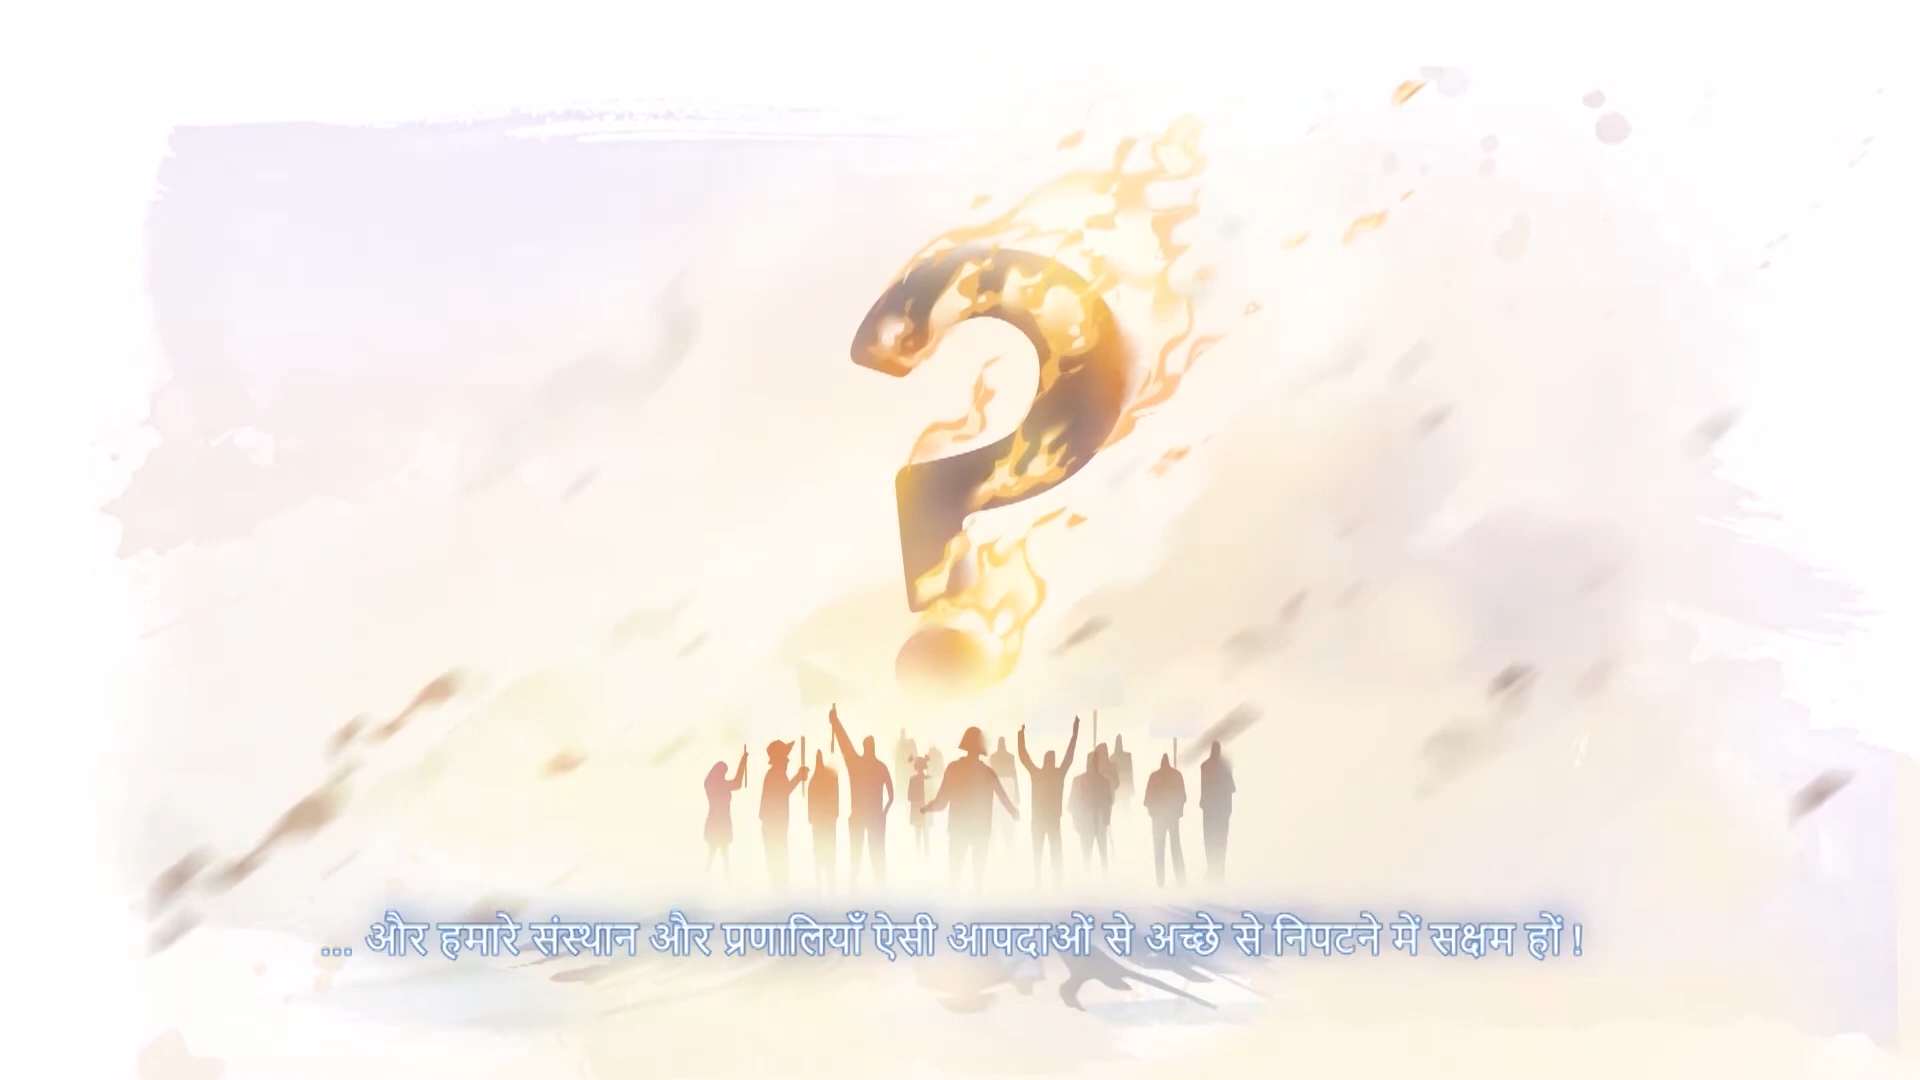 ... और हमारे संस्थान और प्रणालियाँ ऐसी आपदाओं से अच्छे से निपटने में सक्षम हों !